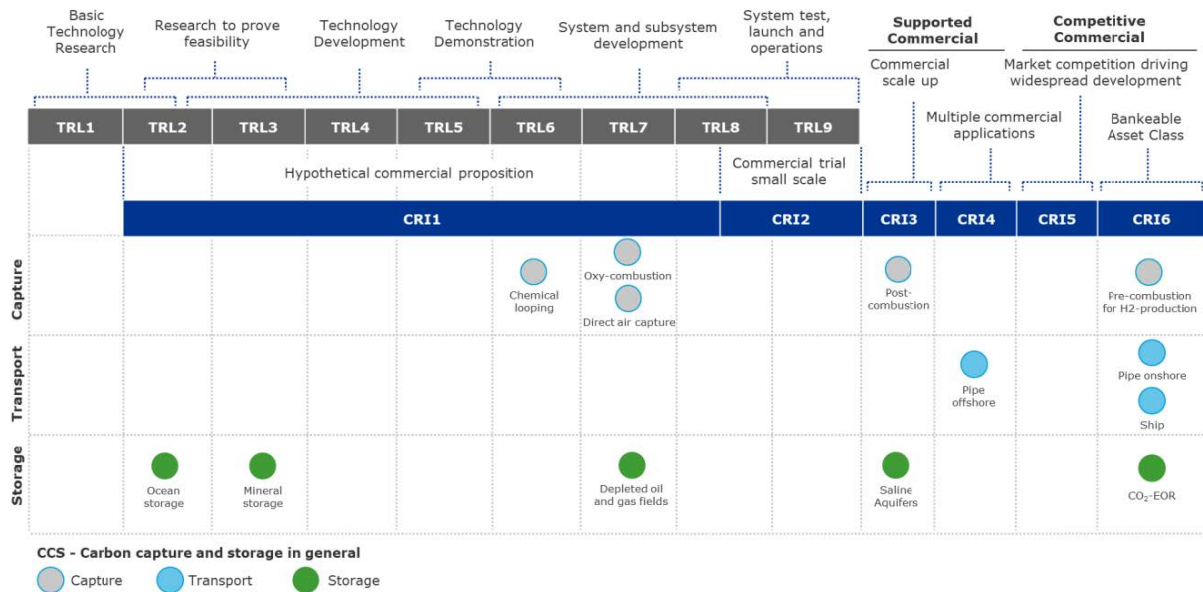 Basic
Technology
Research
Research to prove
feasibility
Technology
Development
Technology
Demonstration
System and subsystem
development
System test,
launch and
operations
Supported
Commercial
Competitive
Commercial
Commercial
scale up
Market competition driving
widespread development
Multiple commercial
applications
Bankeable
Asset Class
TRL1 TRL2 TRL3 TRL4 TRL5 TRL6 TRL7 TRL8 TRL9
Hypothetical commercial proposition
Commercial trial
small scale
CRI1 CRI2 CRI3 CRI4 CRI5 CRI6
Capture
Chemical
looping
Oxy-combustion
Direct air capture
Post-
combustion
Pre-combustion
for H2-production
Transport
Pipe
offshore
Pipe onshore
Ship
Storage
Ocean
storage
Mineral
storage
Depleted oil
and gas fields
Saline
Aquifers
CO₂-EOR
CCS - Carbon capture and storage in general
Capture Transport Storage